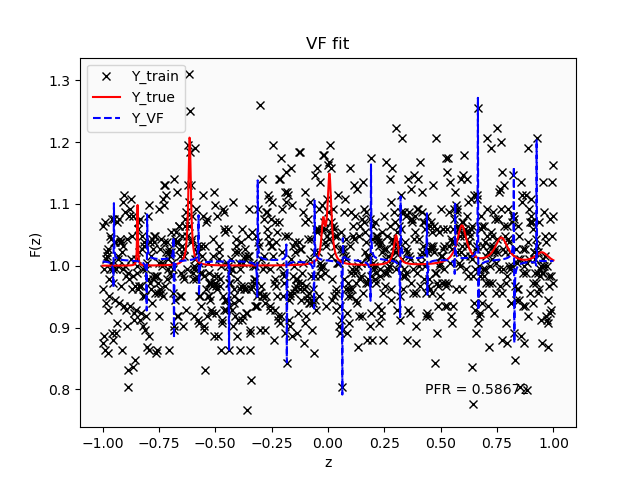 VF fit
Y_train
Y_true
Y_VF
F(z)
1.3
1.2
1.1
1.0
0.9
0.8
PFR = 0.58679
−1.00 −0.75 −0.50 −0.25 0.00 0.25 0.50 0.75 1.00
z